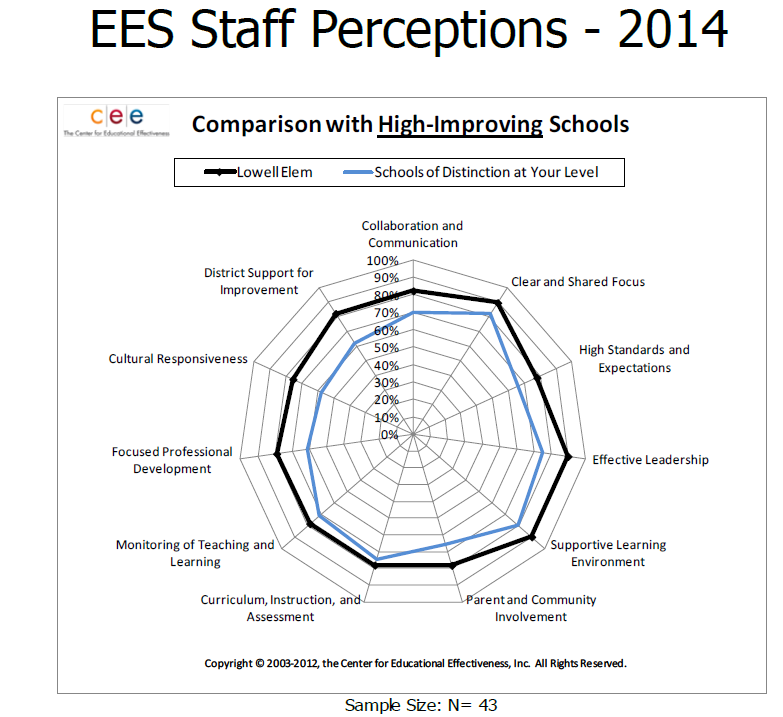 EES Staff Perceptions - 2014
cee
The Center for Educational Effectiveness
Comparison with High-Improving Schools
Lowell Elem
Schools of Distinction at Your Level
Collaboration and
Communication
100%
90%
80%
70%
60%
50%
40%
30%
20%
10%
0%
Clear and Shared Focus
High Standards and
Expectations
Effective Leadership
Supportive Learning
Environment
Parent and Community
Involvement
Curriculum, Instruction, and
Assessment
Monitoring of Teaching and
Learning
Focused Professional
Development
Cultural Responsiveness
District Support for
Improvement
Copyright © 2003-2012, the Center for Educational Effectiveness, Inc. All Rights Reserved.
Sample Size: N= 43